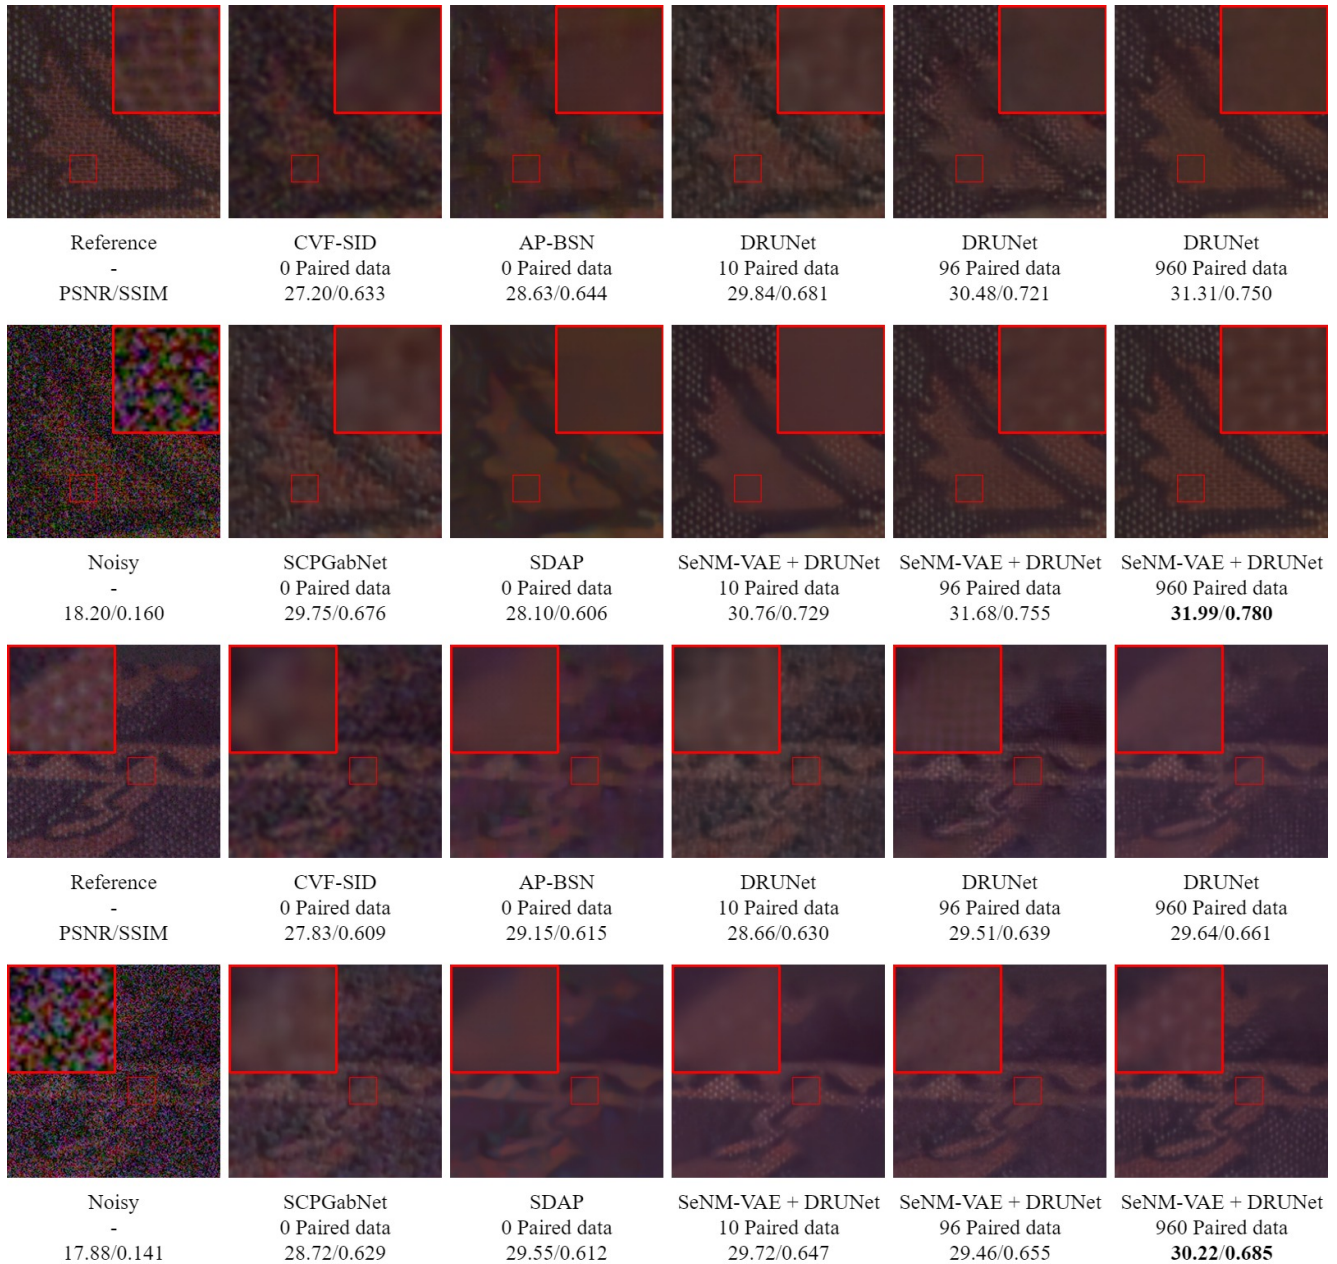 Reference
-
PSNR/SSIM
CVF-SID
0 Paired data
27.20/0.633
AP-BSN
0 Paired data
28.63/0.644
DRUNet
10 Paired data
29.84/0.681
DRUNet
96 Paired data
30.48/0.721
DRUNet
960 Paired data
31.31/0.750
Noisy
-
18.20/0.160
SCPGabNet
0 Paired data
29.75/0.676
SDAP
0 Paired data
28.10/0.606
SeNM-VAE + DRUNet
10 Paired data
30.76/0.729
SeNM-VAE + DRUNet
96 Paired data
31.68/0.755
SeNM-VAE + DRUNet
960 Paired data
31.99/0.780
Reference
-
PSNR/SSIM
CVF-SID
0 Paired data
27.83/0.609
AP-BSN
0 Paired data
29.15/0.615
DRUNet
10 Paired data
28.66/0.630
DRUNet
96 Paired data
29.51/0.639
DRUNet
960 Paired data
29.64/0.661
Noisy
-
17.88/0.141
SCPGabNet
0 Paired data
28.72/0.629
SDAP
0 Paired data
29.55/0.612
SeNM-VAE + DRUNet
10 Paired data
29.72/0.647
SeNM-VAE + DRUNet
96 Paired data
29.46/0.655
SeNM-VAE + DRUNet
960 Paired data
30.22/0.685